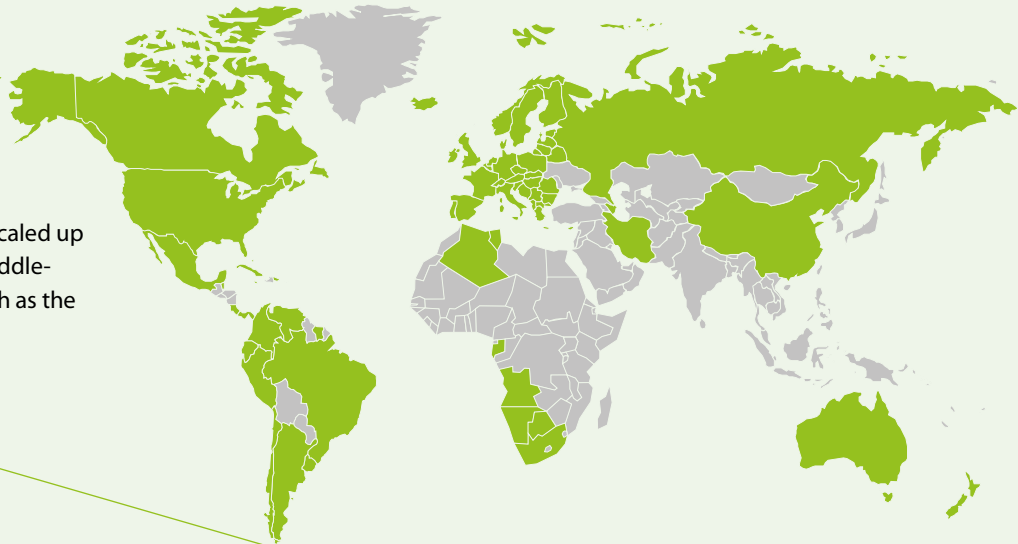 caled up
ddle-
h as the